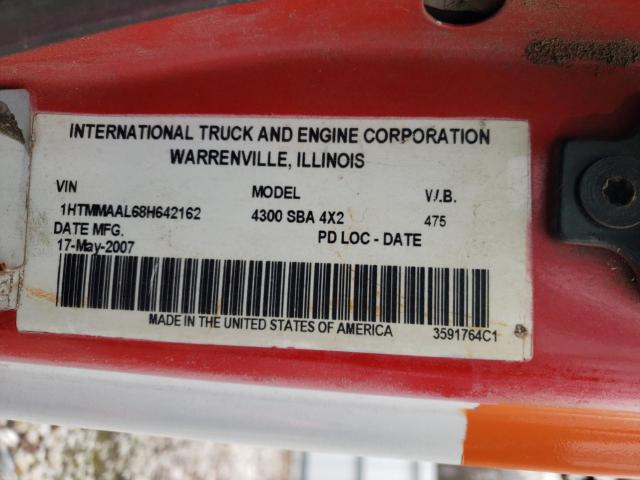 INTERNATIONAL TRUCK AND ENGINE CORPORATION
WARRENVILLE, ILLINOIS
VIN MODEL W.B.
1HTMMAAL68H642162 4300 SBA 4X2 475
DATE MFG. PD LOC - DATE
17-May-2007
MADE IN THE UNITED STATES OF AMERICA 3591764C1